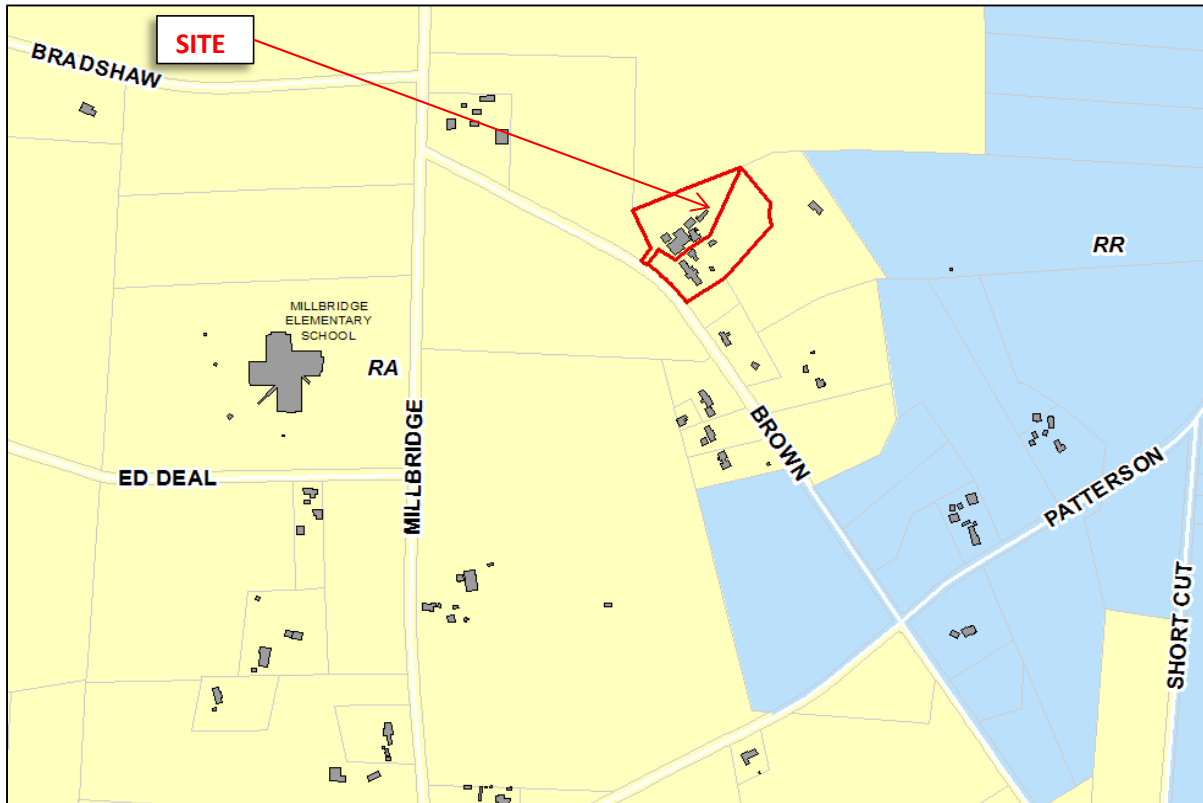 SITE
BRADSHAW
RR
MILLBRIDGE
ELEMENTARY
SCHOOL
RA
MILLBRIDGE
BROWN
ED DEAL
PATTERSON
SHORT CUT